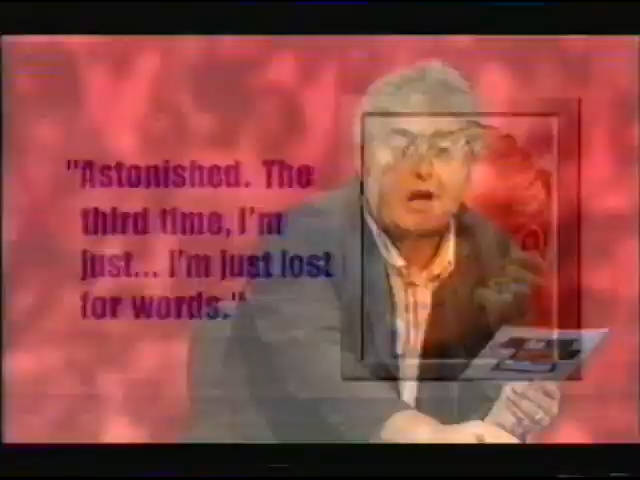 "Astonished. The
third time, I'm
just... I'm just lost
for words."